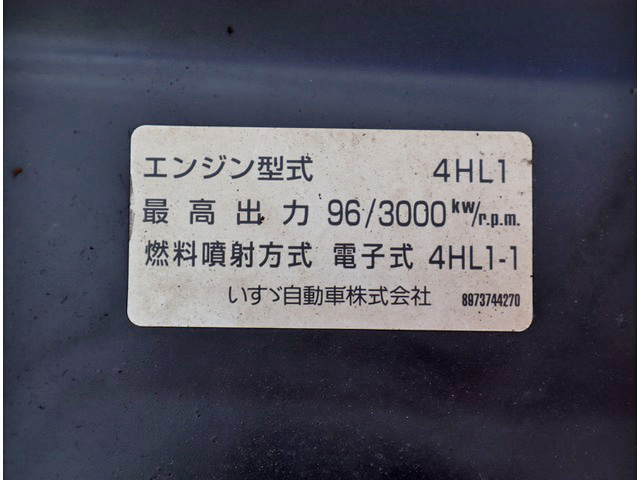 エンジン型式 4HL1
最高出力 96/3000 kw/r.p.m.
燃料噴射方式 電子式 4HL1-1
いすゞ自動車株式会社 8973744270